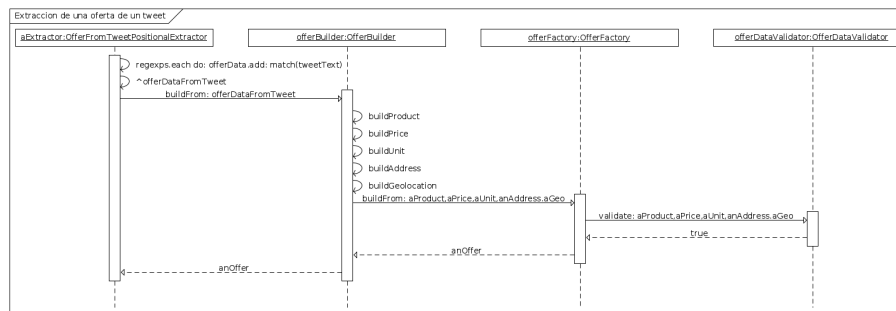 Extraccion de una oferta de un tweet
aExtractor:OfferFromTweetPositionalExtractor
offerBuilder:OfferBuilder
offerFactory:OfferFactory
offerDataValidator:OfferDataValidator
regexps.each do: offerData.add: match(tweetText)
^offerDataFromTweet
buildFrom: offerDataFromTweet
buildProduct
buildPrice
buildUnit
buildAddress
buildGeolocation
buildFrom: aProduct,aPrice,aUnit,anAddress.aGeo
validate: aProduct,aPrice,aUnit,anAddress.aGeo
true
anOffer
anOffer